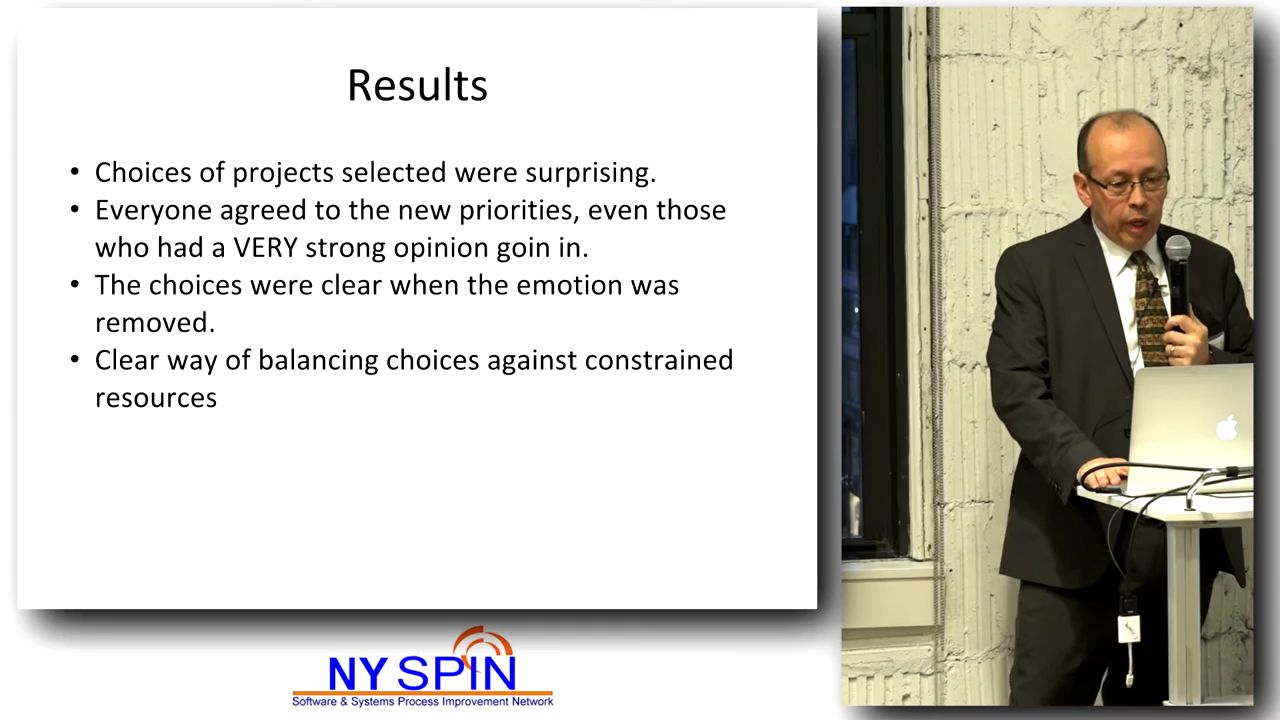 Results
• Choices of projects selected were surprising.
• Everyone agreed to the new priorities, even those
who had a VERY strong opinion goin in.
• The choices were clear when the emotion was
removed.
• Clear way of balancing choices against constrained
resources
NY SPIN
Software & Systems Process Improvement Network